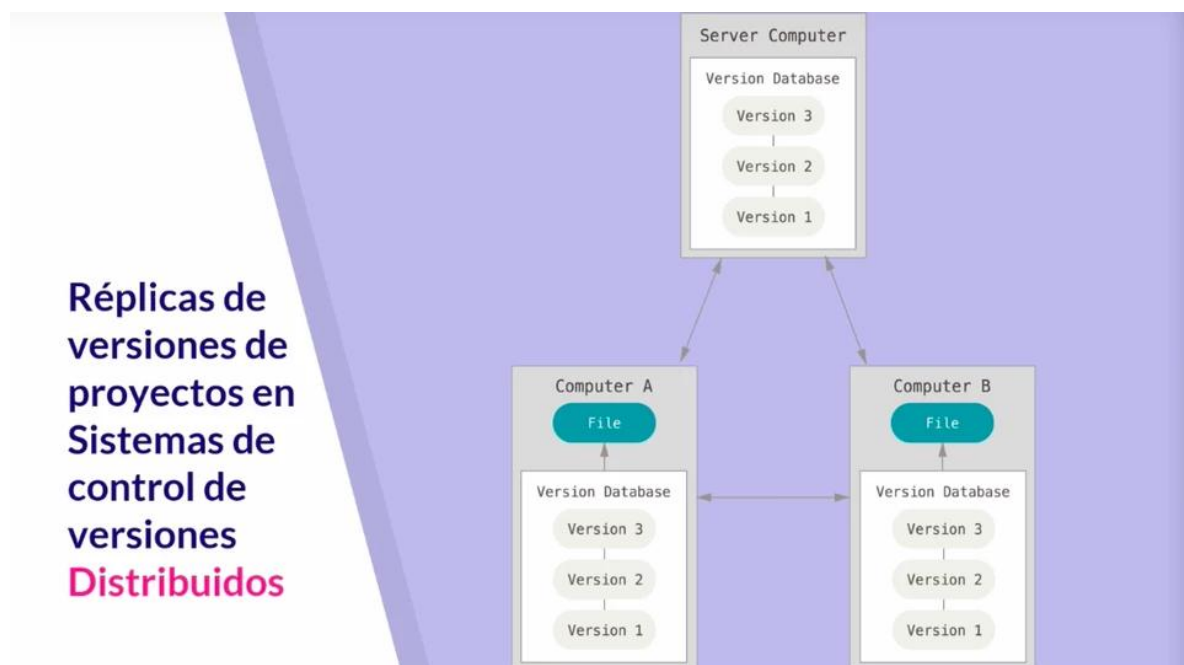 Réplicas de
versiones de
proyectos en
Sistemas de
control de
versiones
Distribuidos
Server Computer
Version Database
Version 3
Version 2
Version 1
Computer A
File
Version Database
Version 3
Version 2
Version 1
Computer B
File
Version Database
Version 3
Version 2
Version 1